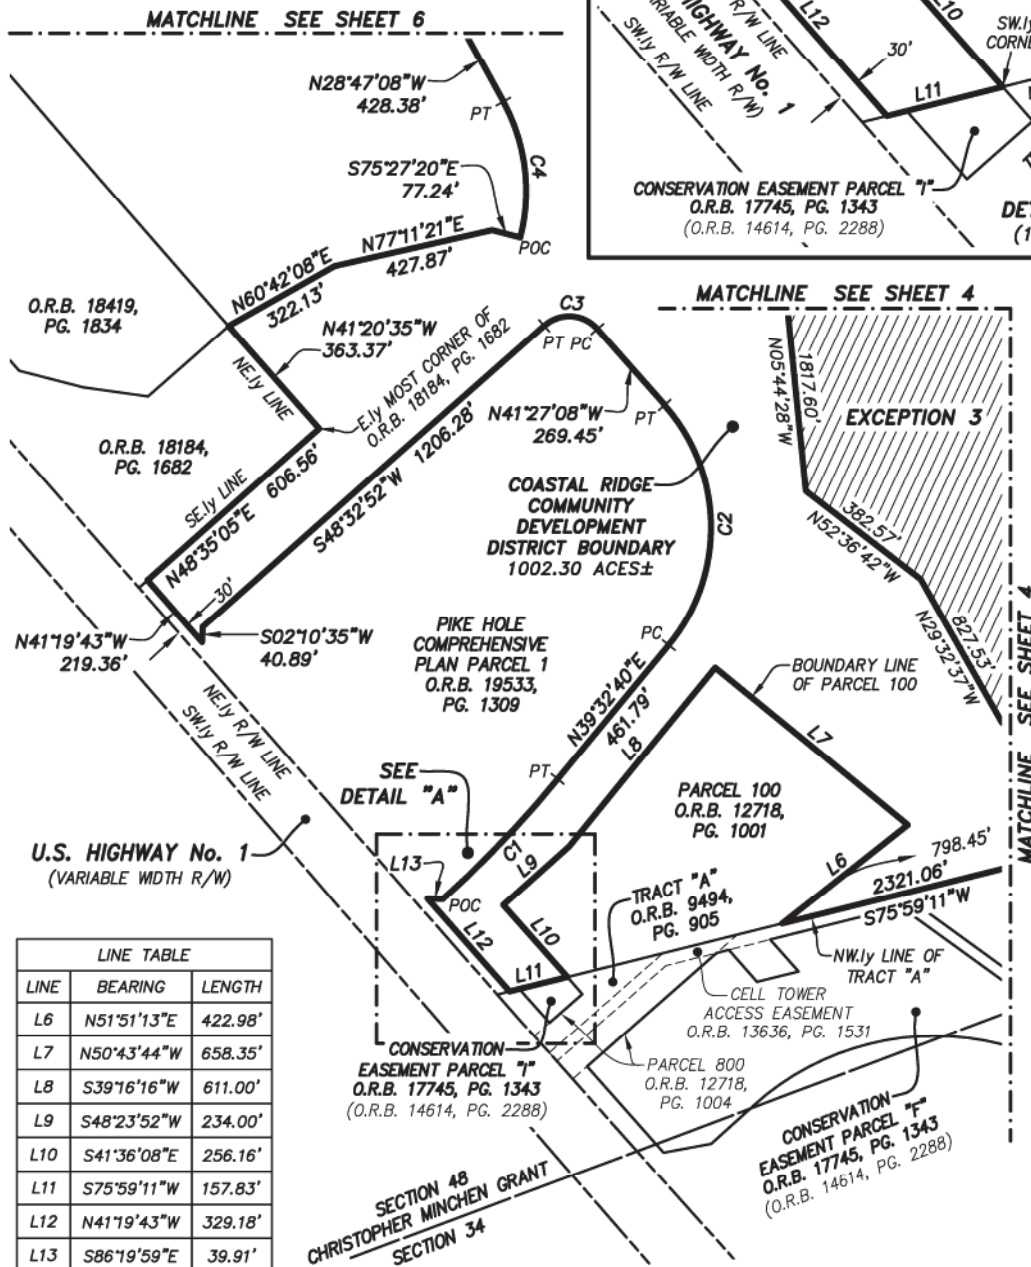 MATCHLINE SEE SHEET 6
N28°47'08"W
428.38'
PT
C4
S75°27'20"E
77.24'
POC
N77°11'21"E
427.87'
N60°42'08"E
322.13'
O.R.B. 18419,
PG. 1834
N41°20'35"W
363.37'
NE.ly LINE
E.ly MOST CORNER OF
O.R.B. 18184, PG. 1682
O.R.B. 18184,
PG. 1682
SE.ly LINE
606.56'
N48°35'05"E
S48°32'52"W 1206.28'
30'
N41°19'43"W
219.36'
S02°10'35"W
40.89'
L12
L10
R/W LINE
HIGHWAY No. 1
WIDTH R/W)
SW.ly R/W LINE
30'
L11
SW.ly
CONSERVATION EASEMENT PARCEL "I"
O.R.B. 17745, PG. 1343
(O.R.B. 14614, PG. 2288)
MATCHLINE SEE SHEET 4
C3
PT PC
N41°27'08"W
269.45'
PT
C2
COASTAL RIDGE
COMMUNITY
DEVELOPMENT
DISTRICT BOUNDARY
1002.30 ACES±
N05°44'28"W
1817.60'
EXCEPTION 3
382.57'
N52°36'42"W
827.53'
N29°32'37"W
MATCHLINE SEE SHEET 4
PIKE HOLE
COMPREHENSIVE
PLAN PARCEL 1
O.R.B. 19533,
PG. 1309
PC
N39°32'40"E
461.79'
L8
PT
BOUNDARY LINE
OF PARCEL 100
L7
PARCEL 100
O.R.B. 12718,
PG. 1001
L6
798.45'
2321.06'
S75°59'11"W
NW.ly LINE OF
TRACT "A"
NE.ly R/W LINE
SW.ly R/W LINE
SEE
DETAIL "A"
U.S. HIGHWAY No. 1
(VARIABLE WIDTH R/W)
L13
POC
C1
L9
L12
L10
L11
TRACT "A"
O.R.B. 9494,
PG. 905
CELL TOWER
ACCESS EASEMENT
O.R.B. 13636, PG. 1531
CONSERVATION
EASEMENT PARCEL "I"
O.R.B. 17745, PG. 1343
(O.R.B. 14614, PG. 2288)
PARCEL 800
O.R.B. 12718,
PG. 1004
CONSERVATION
EASEMENT PARCEL "F"
O.R.B. 17745, PG. 1343
(O.R.B. 14614, PG. 2288)
SECTION 48
CHRISTOPHER MINCHEN GRANT
SECTION 34
LINE TABLE
LINE BEARING LENGTH
L6 N51°51'13"E 422.98'
L7 N50°43'44"W 658.35'
L8 S39°16'16"W 611.00'
L9 S48°23'52"W 234.00'
L10 S41°36'08"E 256.16'
L11 S75°59'11"W 157.83'
L12 N41°19'43"W 329.18'
L13 S86°19'59"E 39.91'